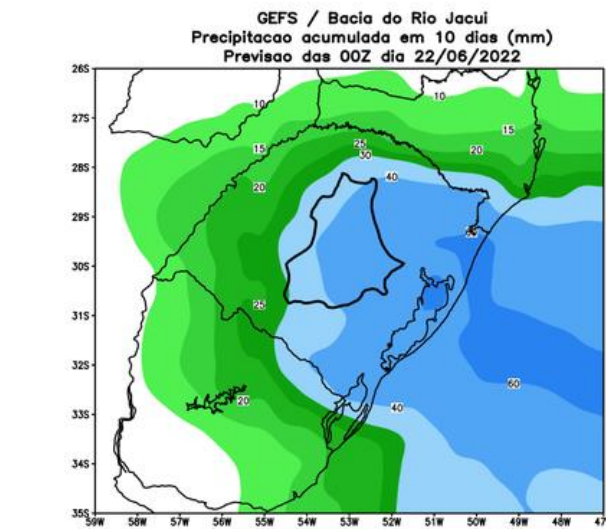 GEFS / Bacia do Rio Jacui
Precipitacao acumulada em 10 dias (mm)
Previsao das 00Z dia 22/06/2022
26S
27S
28S
29S
30S
31S
32S
33S
34S
35S
10
10
15
15
20
20
25
30
40
25
20
40
60
59W 58W 57W 56W 55W 54W 53W 52W 51W 50W 49W 48W